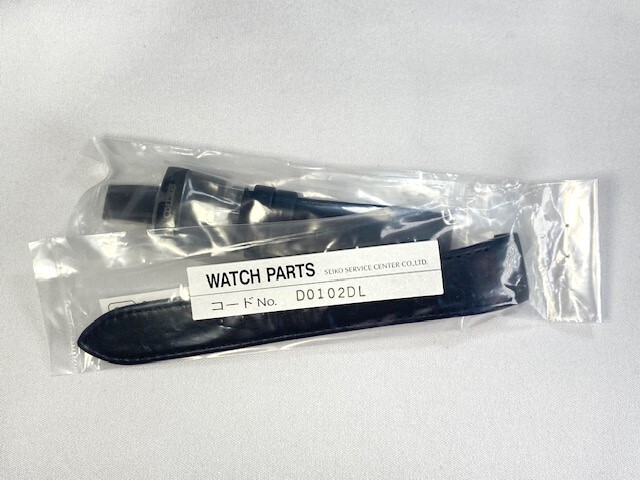 WATCH PARTS SEIKO SERVICE CENTER CO.,LTD.
コードNo. D0102DL